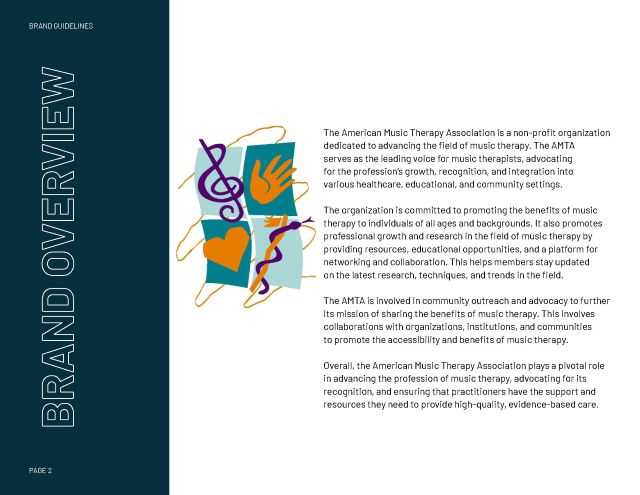 BRAND GUIDELINES
BRAND OVERVIEW
The American Music Therapy Association is a non-profit organization
dedicated to advancing the field of music therapy. The AMTA
serves as the leading voice for music therapists, advocating
for the profession's growth, recognition, and integration into
various healthcare, educational, and community settings.
The organization is committed to promoting the benefits of music
therapy to individuals of all ages and backgrounds. It also promotes
professional growth and research in the field of music therapy by
providing resources, educational opportunities, and a platform for
networking and collaboration. This helps members stay updated
on the latest research, techniques, and trends in the field.
The AMTA is involved in community outreach and advocacy to further
its mission of sharing the benefits of music therapy. This involves
collaborations with organizations, institutions, and communities
to promote the accessibility and benefits of music therapy.
Overall, the American Music Therapy Association plays a pivotal role
in advancing the profession of music therapy, advocating for its
recognition, and ensuring that practitioners have the support and
resources they need to provide high-quality, evidence-based care.
PAGE 2